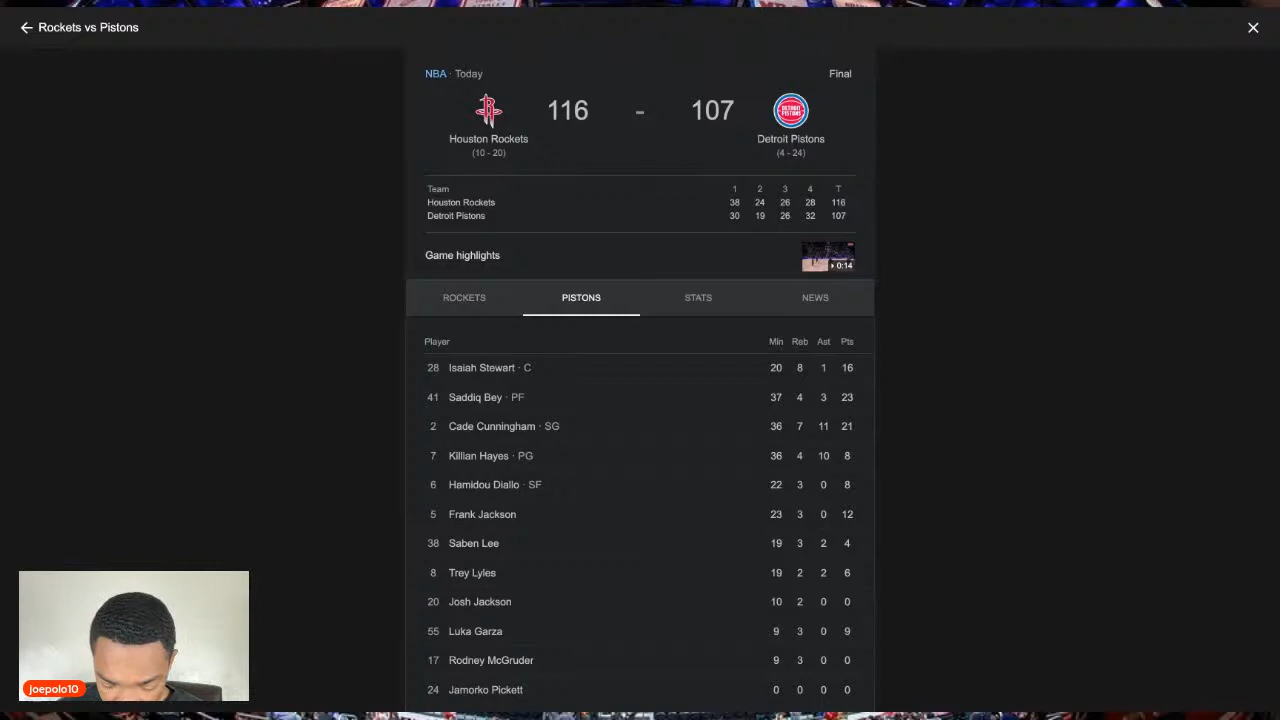 Rockets vs Pistons
NBA · Today Final
116 - 107
DETROIT PISTONS
Houston Rockets Detroit Pistons
(10 - 20) (4 - 24)
Team 1 2 3 4 T
Houston Rockets 38 24 26 28 116
Detroit Pistons 30 19 26 32 107
Game highlights 0:14
ROCKETS PISTONS STATS NEWS
Player Min Reb Ast Pts
28 Isaiah Stewart · C 20 8 1 16
41 Saddiq Bey · PF 37 4 3 23
2 Cade Cunningham · SG 36 7 11 21
7 Killian Hayes · PG 36 4 10 8
6 Hamidou Diallo · SF 22 3 0 8
5 Frank Jackson 23 3 0 12
38 Saben Lee 19 3 2 4
8 Trey Lyles 19 2 2 6
20 Josh Jackson 10 2 0 0
55 Luka Garza 9 3 0 9
17 Rodney McGruder 9 3 0 0
24 Jamorko Pickett 0 0 0 0
joepolo10